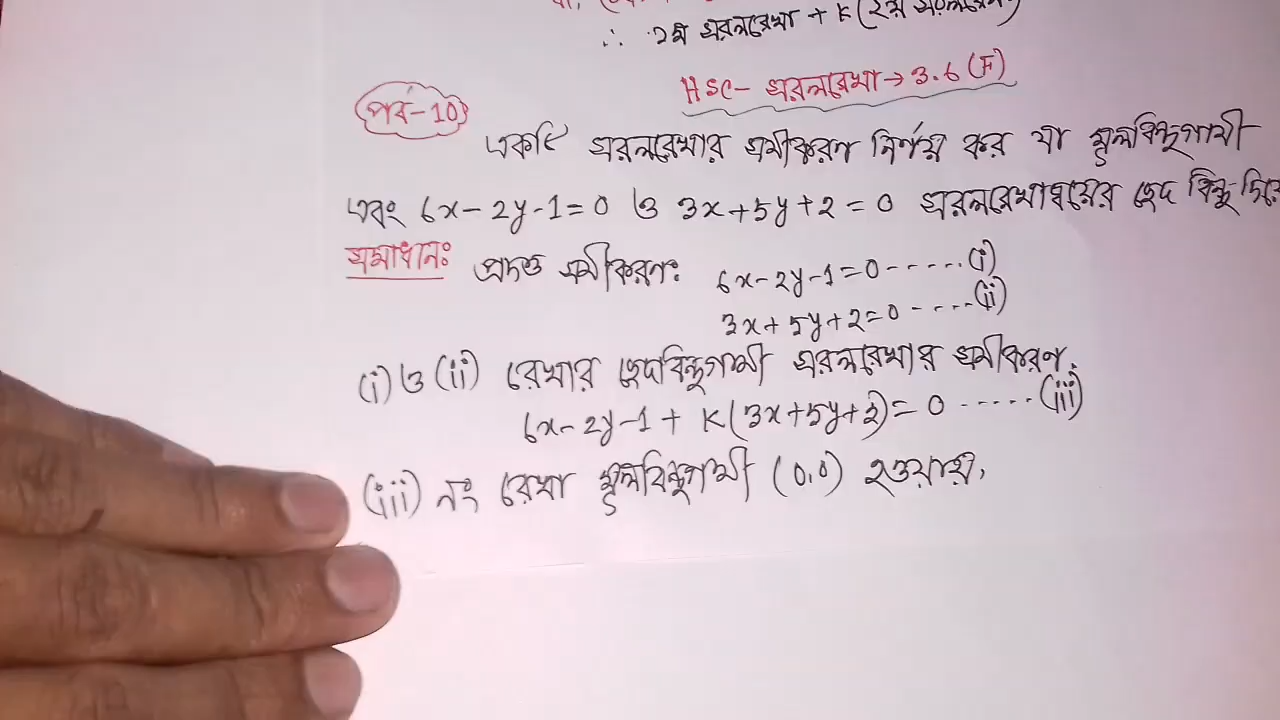 ∴ ১ম সরলরেখা + K(২য় সরলরেখা)
HSC- সরলরেখা→ 3.6 (F)
পর্ব-10
একটি সরলরেখার সমীকরণ নির্ণয় কর যা মূলবিন্দুগামী
এবং 6x-2y-1=0 ও 3x+5y+2=0 সরলরেখাদ্বয়ের ছেদ বিন্দু দিয়ে
সমাধানঃ প্রদত্ত সমীকরণঃ 6x-2y-1=0------(i)
3x+5y+2=0----(ii)
(i) ও (ii) রেখার ছেদবিন্দুগামী সরলরেখার সমীকরণ,
6x-2y-1+ K(3x+5y+2)=0 ------(iii)
(iii) নং রেখা মূলবিন্দুগামী (0,0) হওয়ায়,